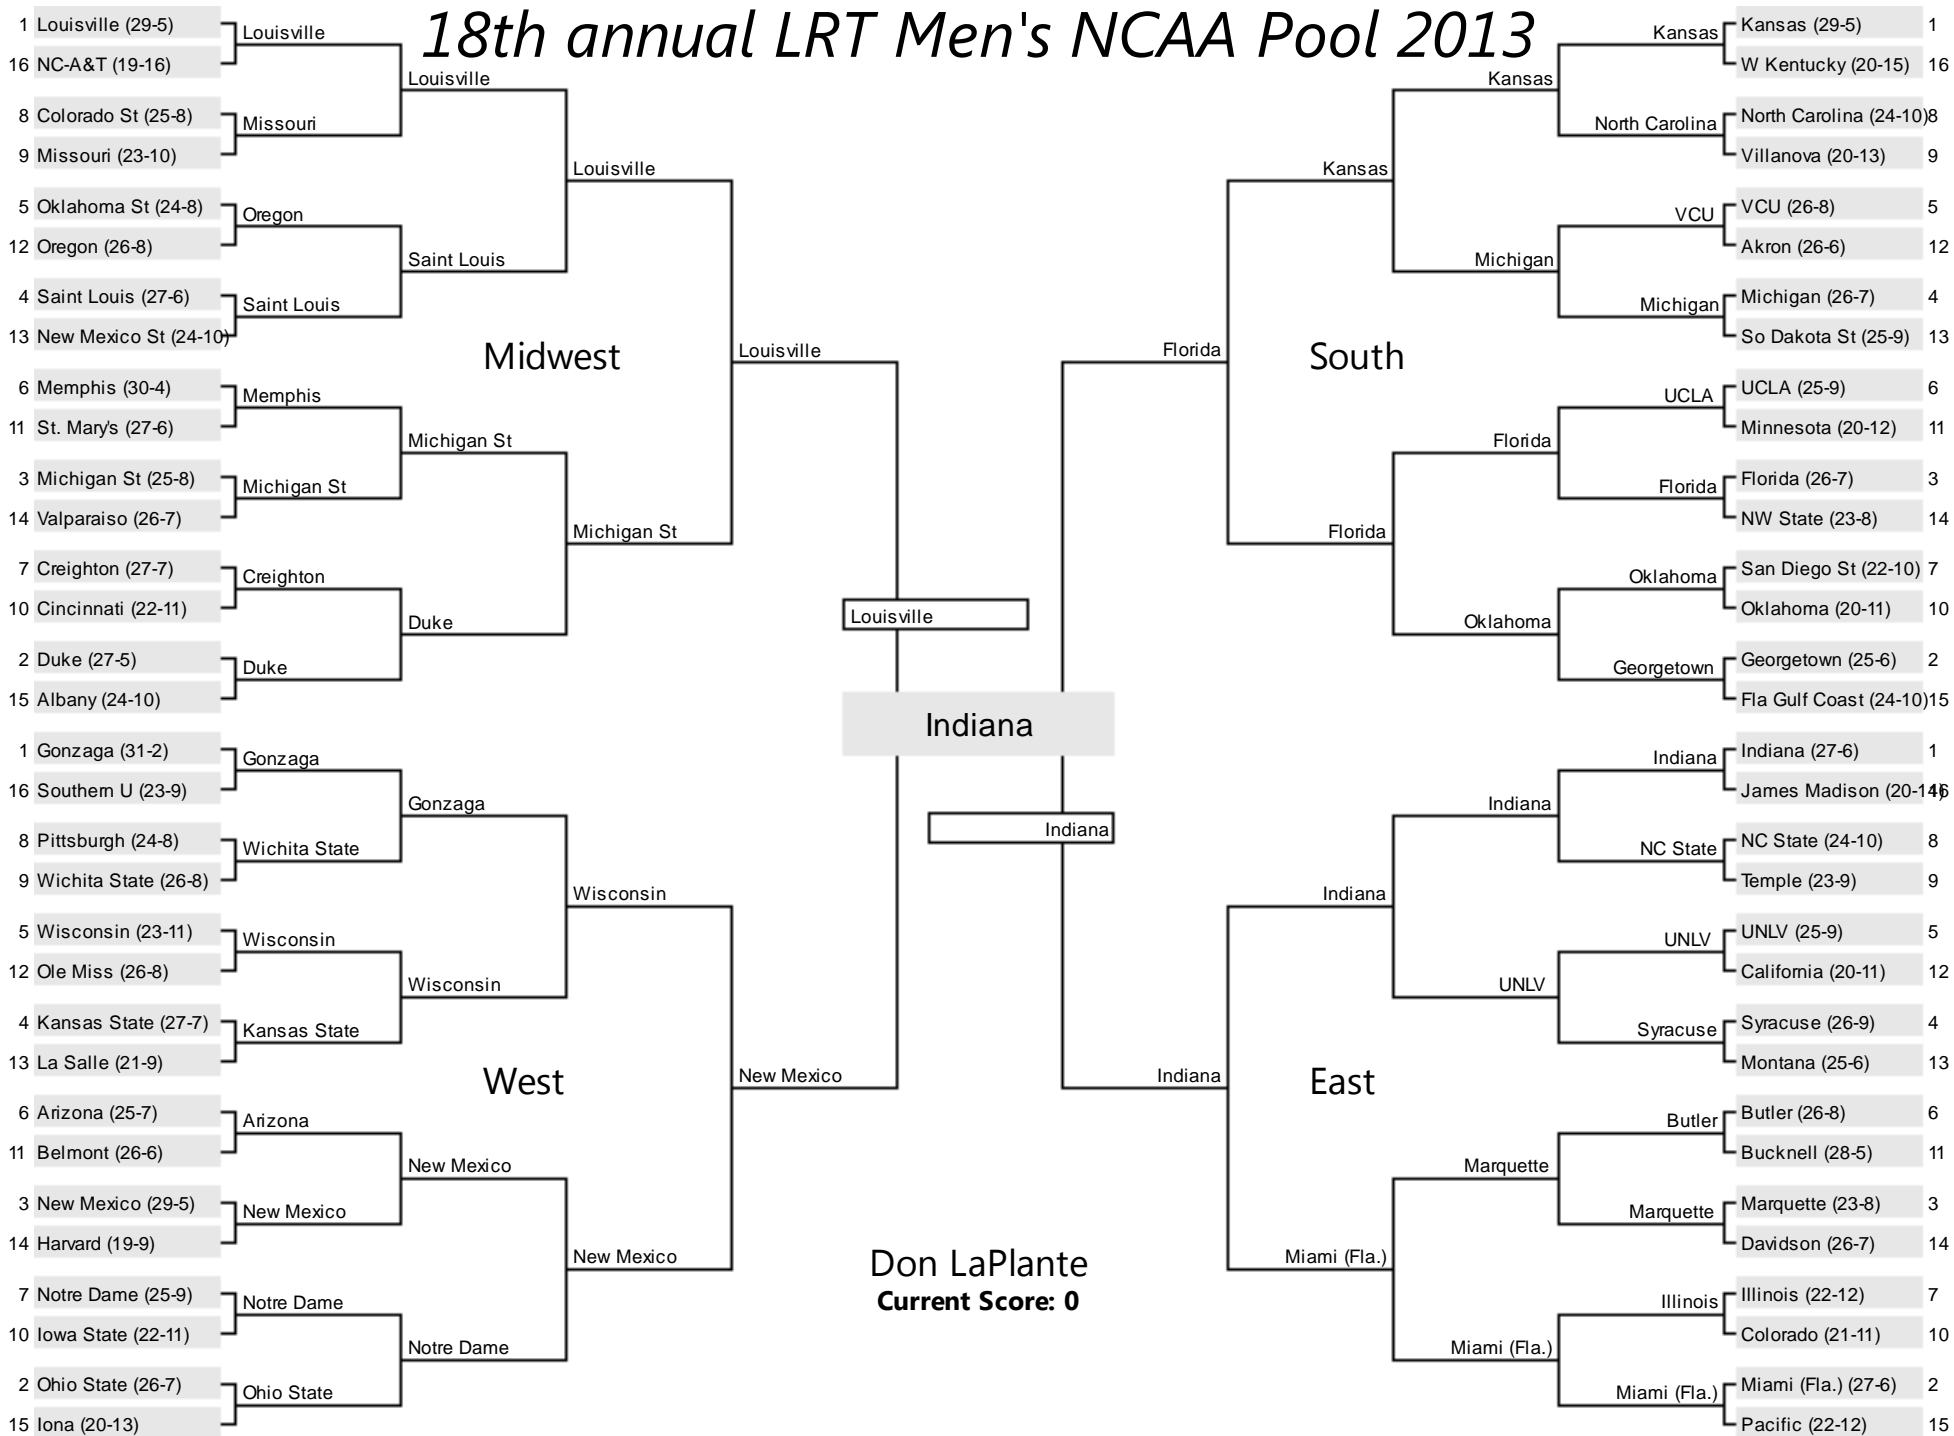 18th annual LRT Men's NCAA Pool 2013
1 Louisville (29-5)
16 NC-A&T (19-16)
8 Colorado St (25-8)
9 Missouri (23-10)
5 Oklahoma St (24-8)
12 Oregon (26-8)
4 Saint Louis (27-6)
13 New Mexico St (24-10)
6 Memphis (30-4)
11 St. Mary's (27-6)
3 Michigan St (25-8)
14 Valparaiso (26-7)
7 Creighton (27-7)
10 Cincinnati (22-11)
2 Duke (27-5)
15 Albany (24-10)
Louisville
Missouri
Oregon
Saint Louis
Memphis
Michigan St
Creighton
Duke
Louisville
Saint Louis
Michigan St
Duke
Louisville
Michigan St
Louisville
Midwest
1 Gonzaga (31-2)
16 Southern U (23-9)
8 Pittsburgh (24-8)
9 Wichita State (26-8)
5 Wisconsin (23-11)
12 Ole Miss (26-8)
4 Kansas State (27-7)
13 La Salle (21-9)
6 Arizona (25-7)
11 Belmont (26-6)
3 New Mexico (29-5)
14 Harvard (19-9)
7 Notre Dame (25-9)
10 Iowa State (22-11)
2 Ohio State (26-7)
15 Iona (20-13)
Gonzaga
Wichita State
Wisconsin
Kansas State
Arizona
New Mexico
Notre Dame
Ohio State
Gonzaga
Wisconsin
New Mexico
Notre Dame
Wisconsin
New Mexico
New Mexico
West
Louisville
Indiana
Indiana
Don LaPlante
Current Score: 0
Kansas (29-5) 1
W Kentucky (20-15) 16
North Carolina (24-10) 8
Villanova (20-13) 9
VCU (26-8) 5
Akron (26-6) 12
Michigan (26-7) 4
So Dakota St (25-9) 13
UCLA (25-9) 6
Minnesota (20-12) 11
Florida (26-7) 3
NW State (23-8) 14
San Diego St (22-10) 7
Oklahoma (20-11) 10
Georgetown (25-6) 2
Fla Gulf Coast (24-10) 15
Kansas
North Carolina
VCU
Michigan
UCLA
Florida
Oklahoma
Georgetown
Kansas
Michigan
Florida
Oklahoma
Kansas
Florida
Florida
South
Indiana (27-6) 1
James Madison (20-14) 16
NC State (24-10) 8
Temple (23-9) 9
UNLV (25-9) 5
California (20-11) 12
Syracuse (26-9) 4
Montana (25-6) 13
Butler (26-8) 6
Bucknell (28-5) 11
Marquette (23-8) 3
Davidson (26-7) 14
Illinois (22-12) 7
Colorado (21-11) 10
Miami (Fla.) (27-6) 2
Pacific (22-12) 15
Indiana
NC State
UNLV
Syracuse
Butler
Marquette
Illinois
Miami (Fla.)
Indiana
UNLV
Marquette
Miami (Fla.)
Indiana
Miami (Fla.)
Indiana
East